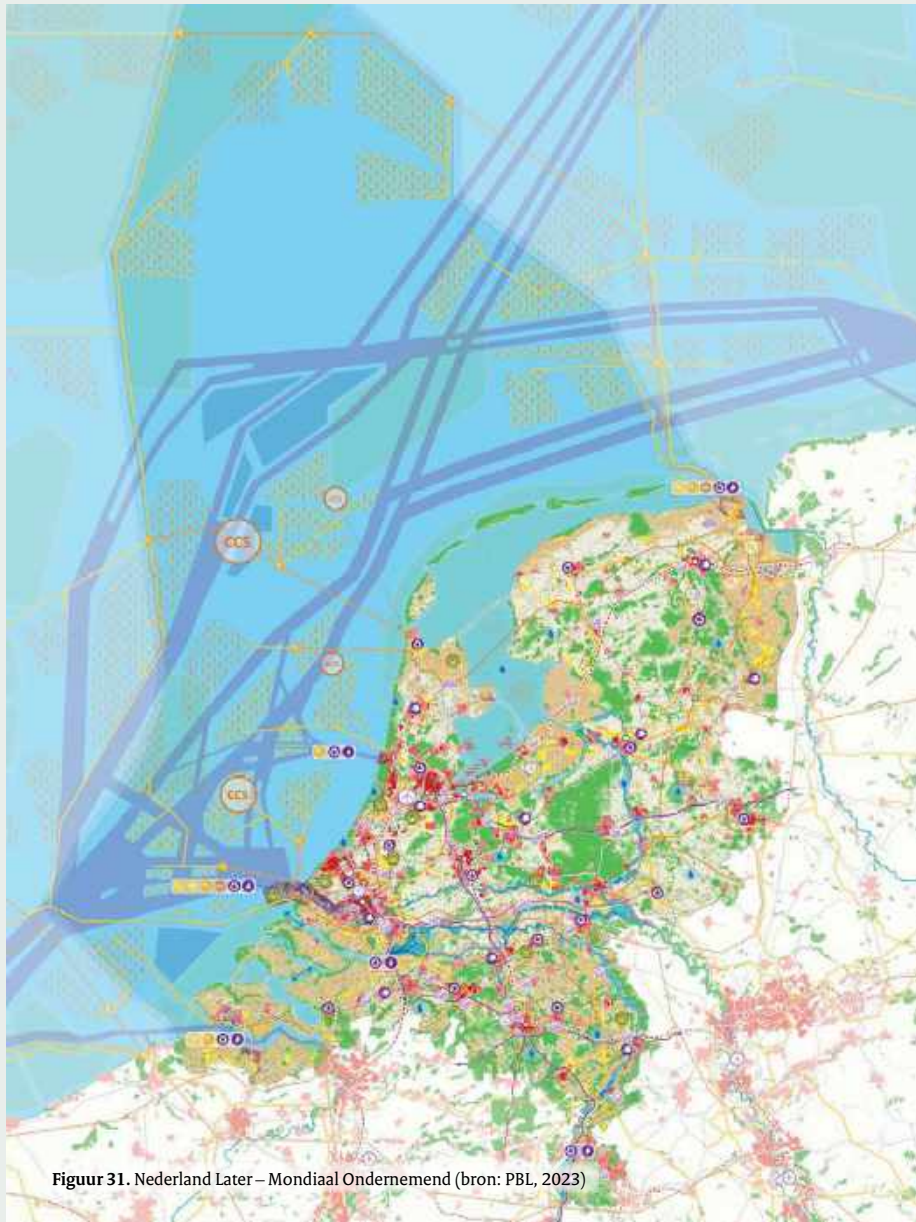 CCS
CCS
Figuur 31. Nederland Later – Mondiaal Ondernemend (bron: PBL, 2023)